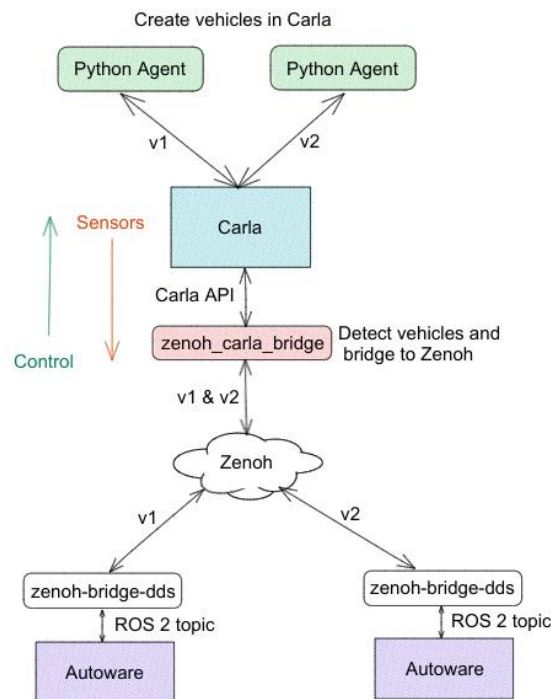 Create vehicles in Carla
Python Agent
Python Agent
v1
v2
Carla
Sensors
Control
Carla API
zenoh_carla_bridge
Detect vehicles and
bridge to Zenoh
v1 & v2
Zenoh
v1
v2
zenoh-bridge-dds
zenoh-bridge-dds
ROS 2 topic
ROS 2 topic
Autoware
Autoware